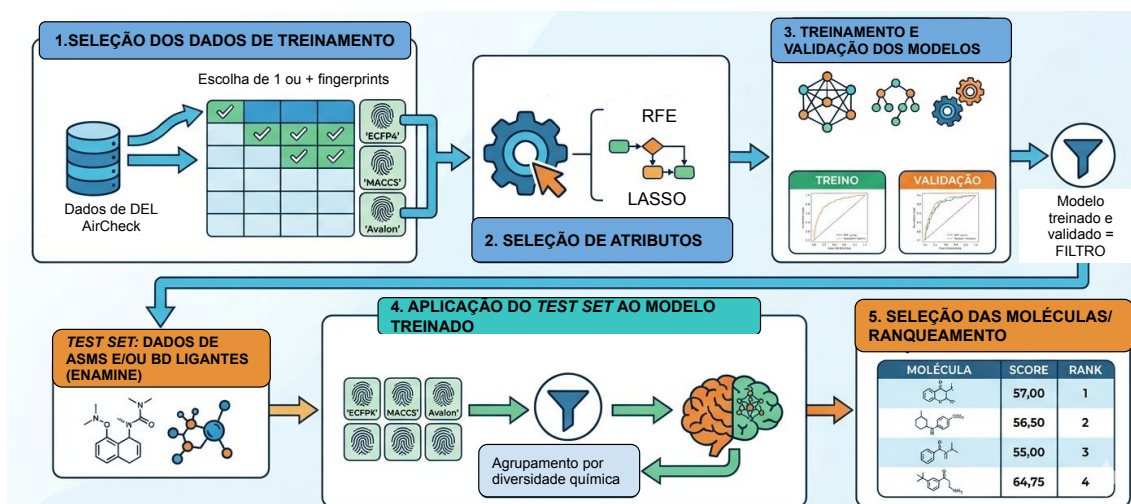 1.SELEÇÃO DOS DADOS DE TREINAMENTO
Escolha de 1 ou + fingerprints
'ECFP4'
'MACCS'
'Avalon'
Dados de DEL
AirCheck
RFE
LASSO
2. SELEÇÃO DE ATRIBUTOS
3. TREINAMENTO E
VALIDAÇÃO DOS MODELOS
TREINO
VALIDAÇÃO
Modelo
treinado e
validado =
FILTRO
TEST SET: DADOS DE
ASMS E/OU BD LIGANTES
(ENAMINE)
4. APLICAÇÃO DO TEST SET AO MODELO
TREINADO
'ECFPK'
'MACCS'
Avalon'
Agrupamento por
diversidade química
5. SELEÇÃO DAS MOLÉCULAS/
RANQUEAMENTO
MOLÉCULA SCORE RANK
57,00 1
56,50 2
55,00 3
64,75 4